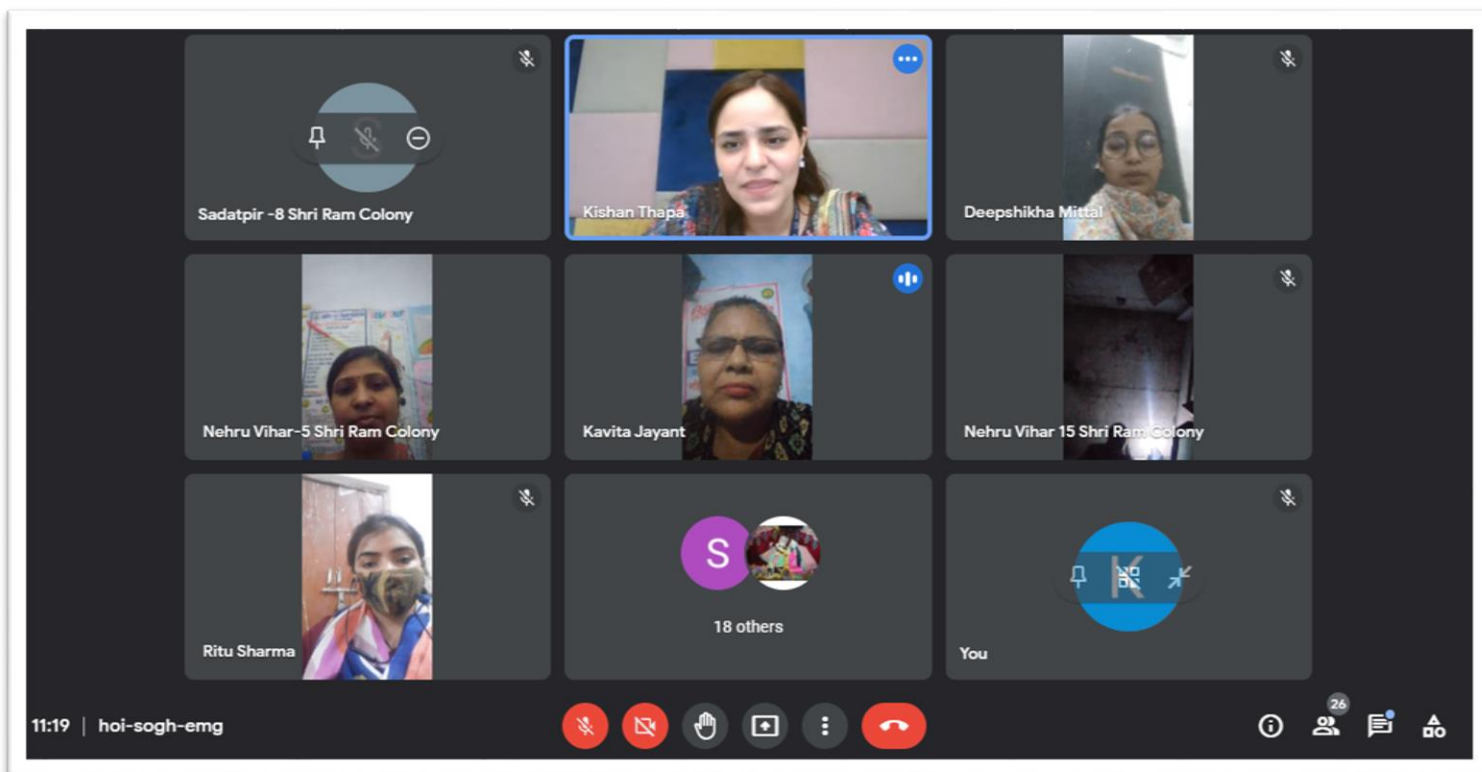 Sadatpir -8 Shri Ram Colony
Kishan Thapa
Deepshikha Mittal
Nehru Vihar-5 Shri Ram Colony
Kavita Jayant
Nehru Vihar 15 Shri Ram Colony
Ritu Sharma
S
18 others
K
You
11:19 | hoi-sogh-emg
26